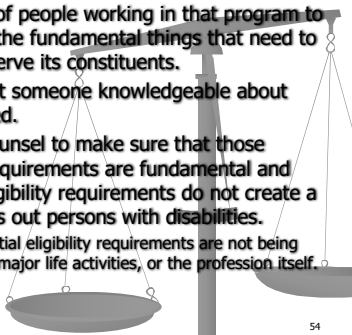 of people working in that program to
the fundamental things that need to
erve its constituents.
t someone knowledgeable about
ed.
unsel to make sure that those
quirements are fundamental and
gibility requirements do not create a
s out persons with disabilities.
tial eligibility requirements are not being
major life activities, or the profession itself.
54